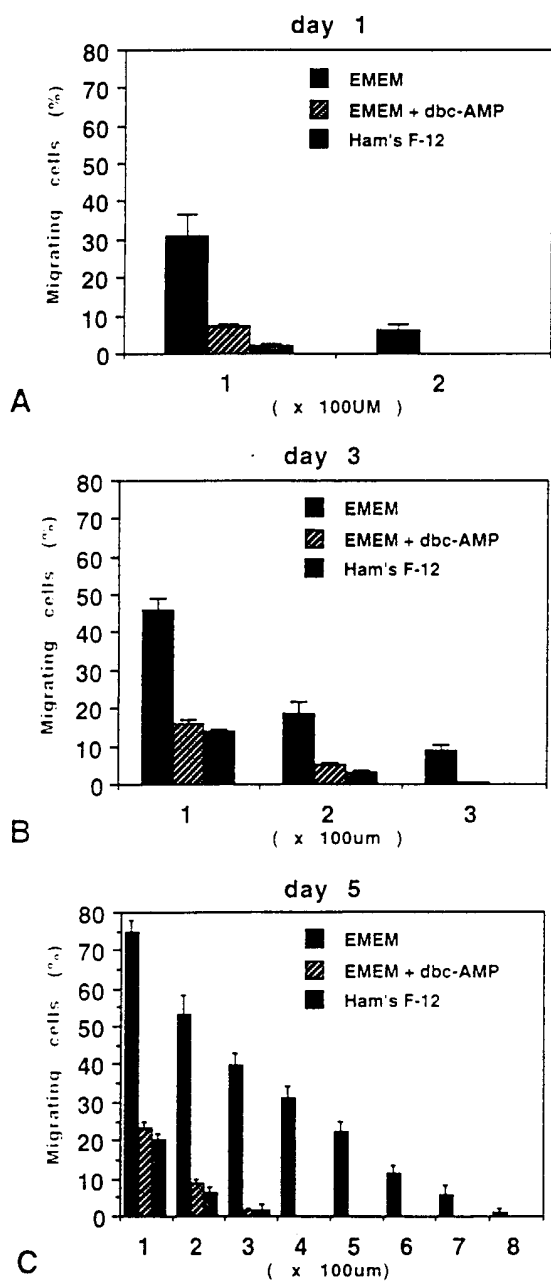 day 1
80
70
60
50
40
30
20
10
0
Migrating cells (%)
EMEM
EMEM + dbc-AMP
Ham's F-12
1 2
( x 100UM )
A
day 3
80
70
60
50
40
30
20
10
0
Migrating cells (%)
EMEM
EMEM + dbc-AMP
Ham's F-12
1 2 3
( x 100um )
B
day 5
80
70
60
50
40
30
20
10
0
Migrating cells (%)
EMEM
EMEM + dbc-AMP
Ham's F-12
1 2 3 4 5 6 7 8
( x 100um)
C